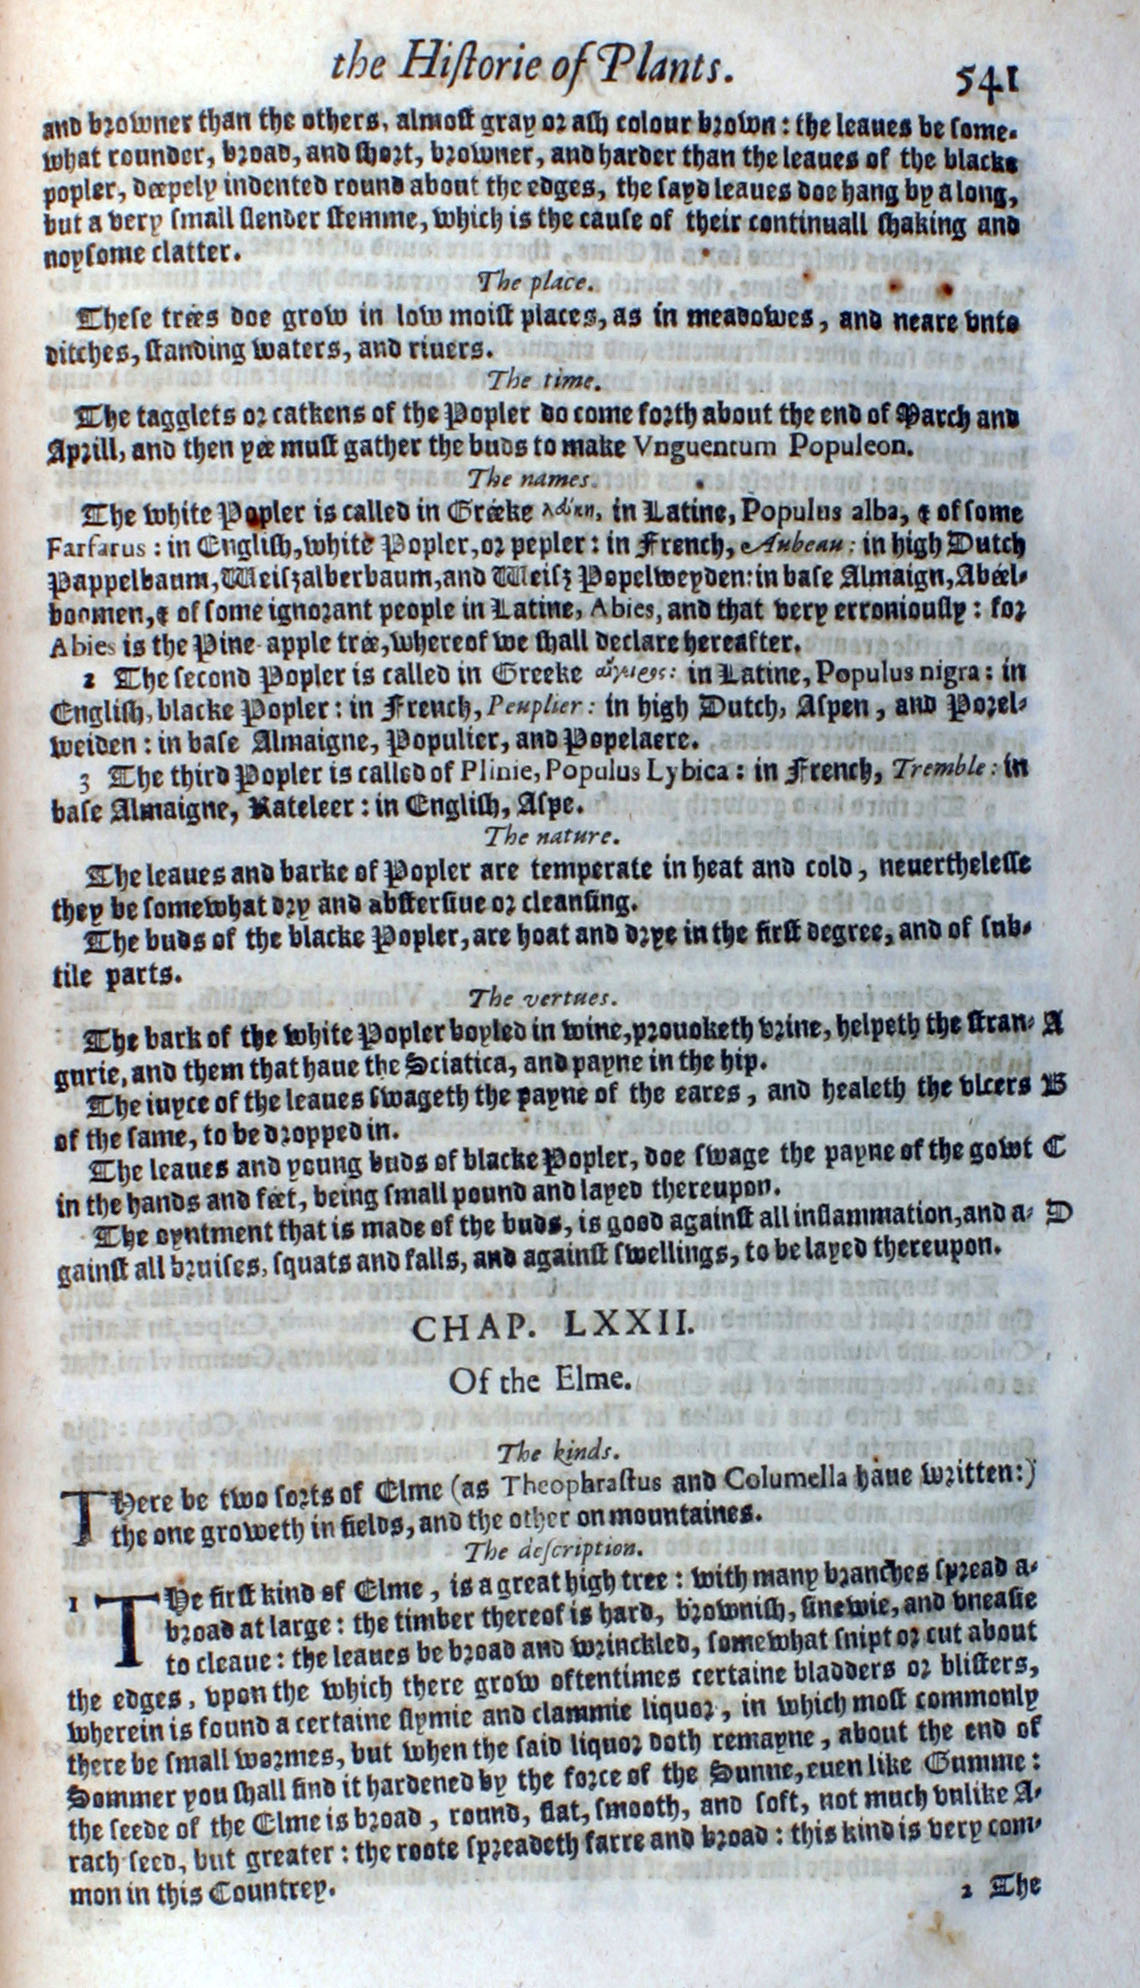 the Hiſtorie of Plants. 541
and browner than the others, almoſt gray or aſh colour brown: the leaues be ſome-
what rounder, broad, and ſhort, browner, and harder than the leaues of the blacke
popler, deepely indented round about the edges, the ſayd leaues doe hang by a long,
but a very ſmall ſlender ſtemme, which is the cauſe of their continuall ſhaking and
noyſome clatter.
The place.
Theſe trees doe grow in low moiſt places, as in meadowes, and neare vnto
ditches, ſtanding waters, and riuers.
The time.
The tagglets or catkens of the Popler do come forth about the end of March and
Aprill, and then yee muſt gather the buds to make Vnguentum Populeon.
The names.
The white Popler is called in Greeke λδύκη, in Latine, Populus alba, & of ſome
Farfarus: in Engliſh, white Popler, or pepler: in French, Aubeau: in high Dutch
Pappelbaum, Weiſzalberbaum, and Weiſz Popelweyden: in baſe Almaign, Abeel-
boomen, & of ſome ignorant people in Latine, Abies, and that very erroniouſly: for
Abies is the Pine apple tree, whereof we ſhall declare hereafter.
2 The ſecond Popler is called in Greeke in Latine, Populus nigra: in
Engliſh, blacke Popler: in French, Peuplier: in high Dutch, Aſpen, and Porel-
weiden: in baſe Almaigne, Populier, and Popelaere.
3 The third Popler is called of Plinie, Populus Lybica: in French, Tremble: in
baſe Almaigne, Rateleer: in Engliſh, Aſpe.
The nature.
The leaues and barke of Popler are temperate in heat and cold, neuertheleſſe
they be ſomewhat dry and abſterſiue or cleanſing.
The buds of the blacke Popler, are hoat and drye in the firſt degree, and of ſub-
tile parts.
The vertues.
The bark of the white Popler boyled in wine, prouoketh vrine, helpeth the ſtran- A
gurie, and them that haue the Sciatica, and payne in the hip.
The iuyce of the leaues ſwageth the payne of the eares, and healeth the vlcers B
of the ſame, to be dropped in.
The leaues and young buds of blacke Popler, doe ſwage the payne of the gowt C
in the hands and feet, being ſmall pound and layed thereupon.
The oyntment that is made of the buds, is good againſt all inflammation, and a- D
gainſt all bruiſes, ſquats and falls, and againſt ſwellings, to be layed thereupon.
CHAP. LXXII.
Of the Elme.
The kinds.
THere be two ſorts of Elme (as Theophraſtus and Columella haue written:)
the one groweth in fields, and the other on mountaines.
The deſcription.
1 THe firſt kind of Elme, is a great high tree: with many branches ſpread a-
broad at large: the timber thereof is hard, browniſh, ſinewie, and vneaſie
to cleaue: the leaues be broad and wrinckled, ſomewhat ſnipt or cut about
the edges, vpon the which there grow oftentimes certaine bladders or bliſters,
wherein is found a certaine ſlymie and clammie liquor, in which moſt commonly
there be ſmall wormes, but when the ſaid liquor doth remayne, about the end of
Sommer you ſhall find it hardened by the force of the Sunne, euen like Gumme:
the ſeede of the Elme is broad, round, flat, ſmooth, and ſoft, not much vnlike A-
rach ſeed, but greater: the roote ſpreadeth farre and broad: this kind is very com-
mon in this Countrey.
2 The